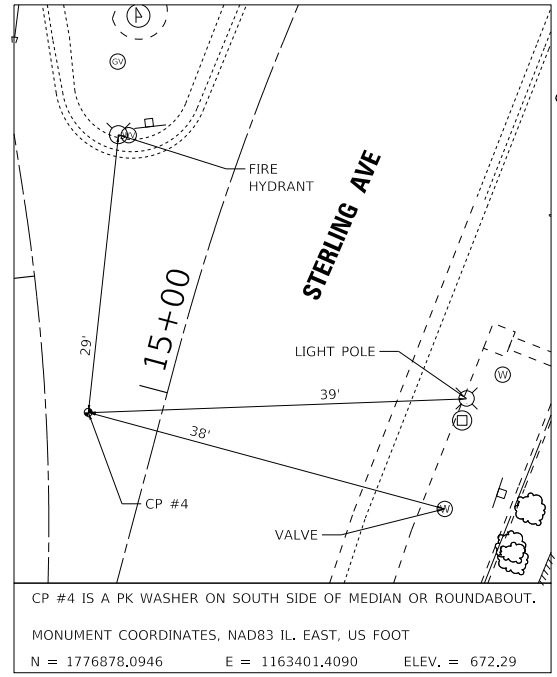 GV
W
FIRE
HYDRANT
STERLING AVE
15+00
29'
LIGHT POLE
W
39'
38'
CP #4
W
VALVE
CP #4 IS A PK WASHER ON SOUTH SIDE OF MEDIAN OR ROUNDABOUT.
MONUMENT COORDINATES, NAD83 IL. EAST, US FOOT
N = 1776878.0946 E = 1163401.4090 ELEV. = 672.29